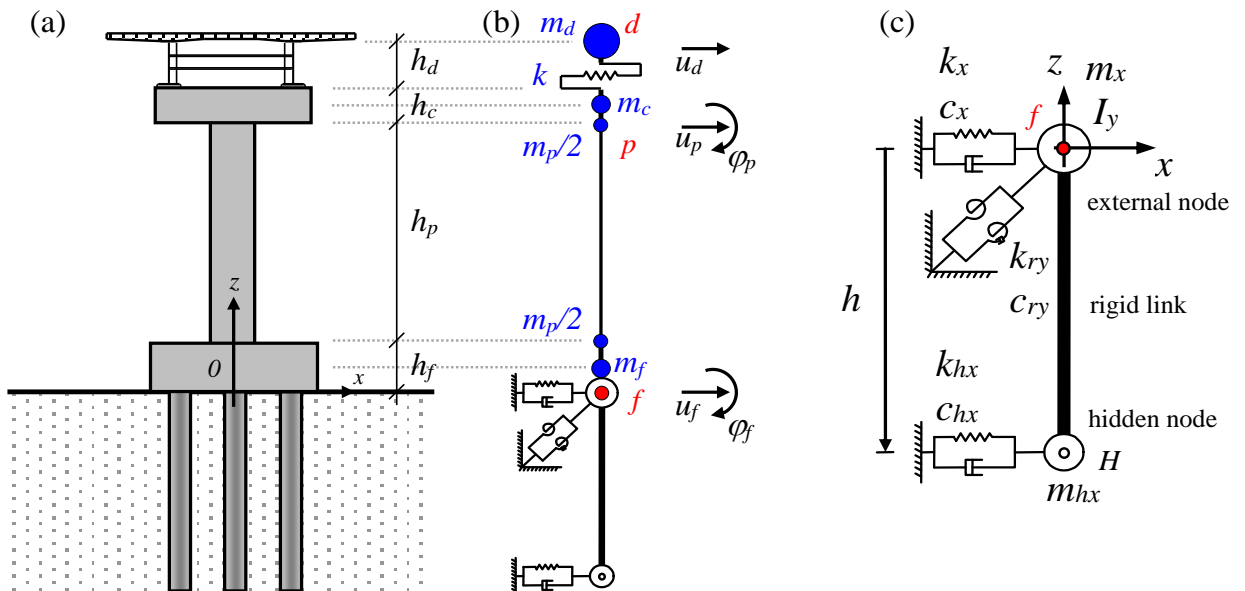 (a)
h_d
h_c
h_p
h_f
z
0
x
(b)
m_d
d
u_d
k
m_c
m_p/2
p
u_p
φ_p
m_p/2
m_f
f
u_f
φ_f
(c)
k_x
z
m_x
c_x
f
I_y
x
external node
k_ry
h
c_ry
rigid link
k_hx
c_hx
hidden node
H
m_hx